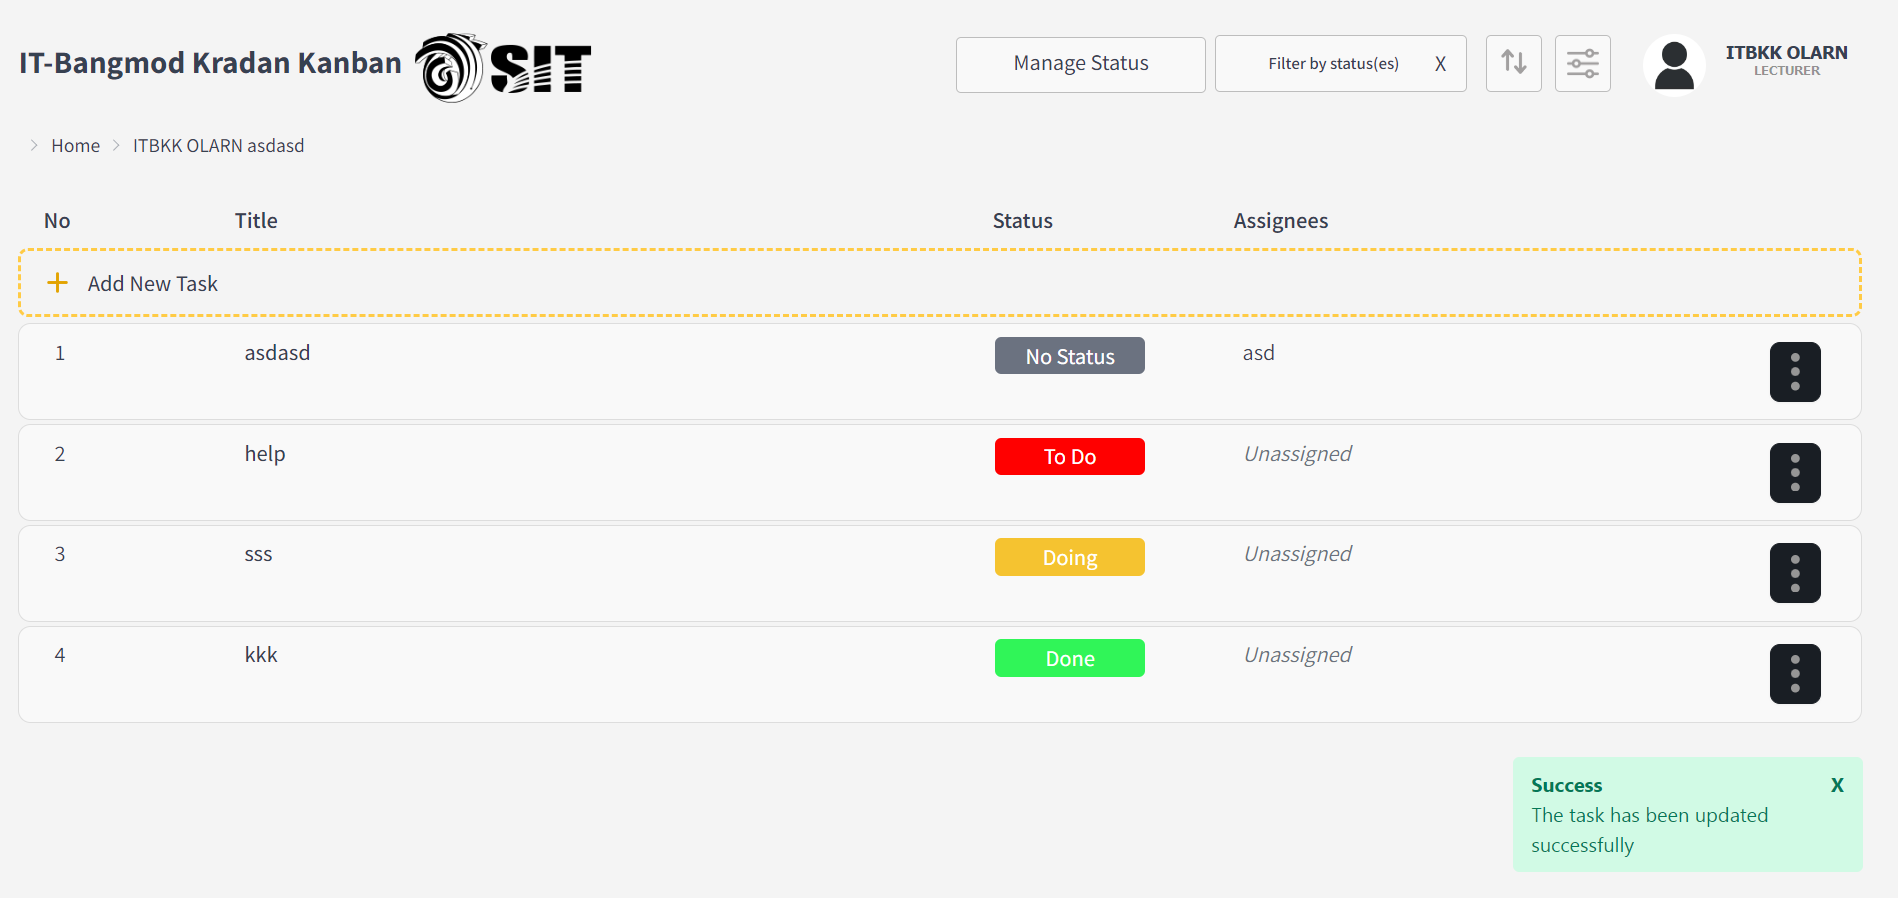 IT-Bangmod Kradan Kanban SIT
Manage Status
Filter by status(es) X
ITBKK OLARN
LECTURER
Home ITBKK OLARN asdasd
No Title Status Assignees
Add New Task
1 asdasd No Status asd
2 help To Do Unassigned
3 sss Doing Unassigned
4 kkk Done Unassigned
Success X
The task has been updated
successfully